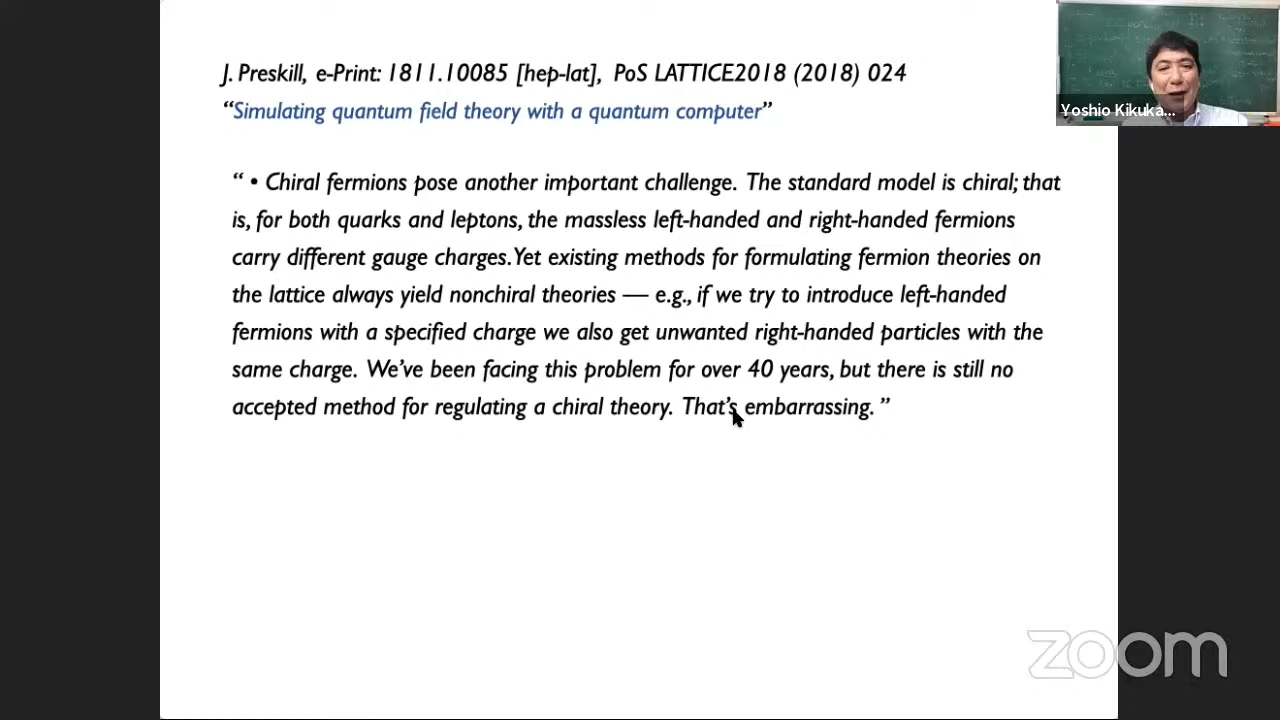 J. Preskill, e-Print: 1811.10085 [hep-lat], PoS LATTICE2018 (2018) 024
“Simulating quantum field theory with a quantum computer”
“ • Chiral fermions pose another important challenge. The standard model is chiral; that
is, for both quarks and leptons, the massless left-handed and right-handed fermions
carry different gauge charges. Yet existing methods for formulating fermion theories on
the lattice always yield nonchiral theories — e.g., if we try to introduce left-handed
fermions with a specified charge we also get unwanted right-handed particles with the
same charge. We’ve been facing this problem for over 40 years, but there is still no
accepted method for regulating a chiral theory. That’s embarrassing. ”
Yoshio Kikuka...
zoom